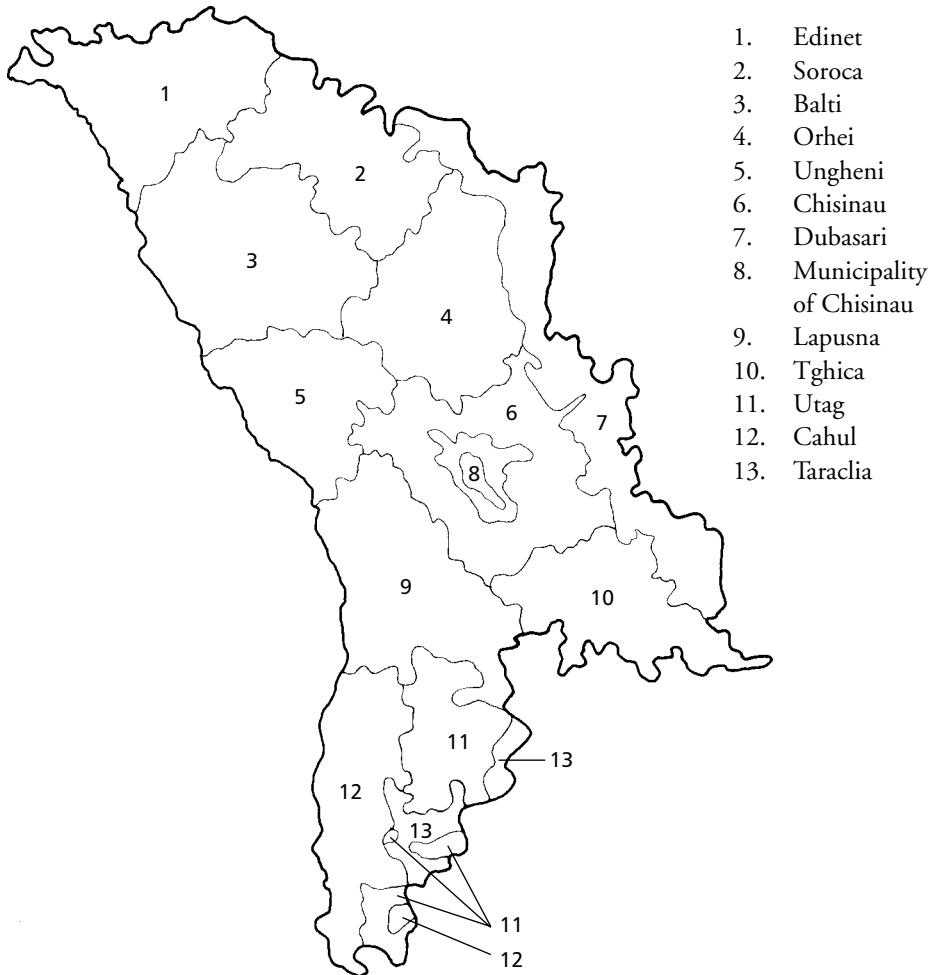 1. Edinet
2. Soroca
3. Balti
4. Orhei
5. Ungheni
6. Chisinau
7. Dubasari
8. Municipality
of Chisinau
9. Lapusna
10. Tghica
11. Utag
12. Cahul
13. Taraclia
1
2
3
4
5
6
7
8
9
10
11
13
12
13
11
12